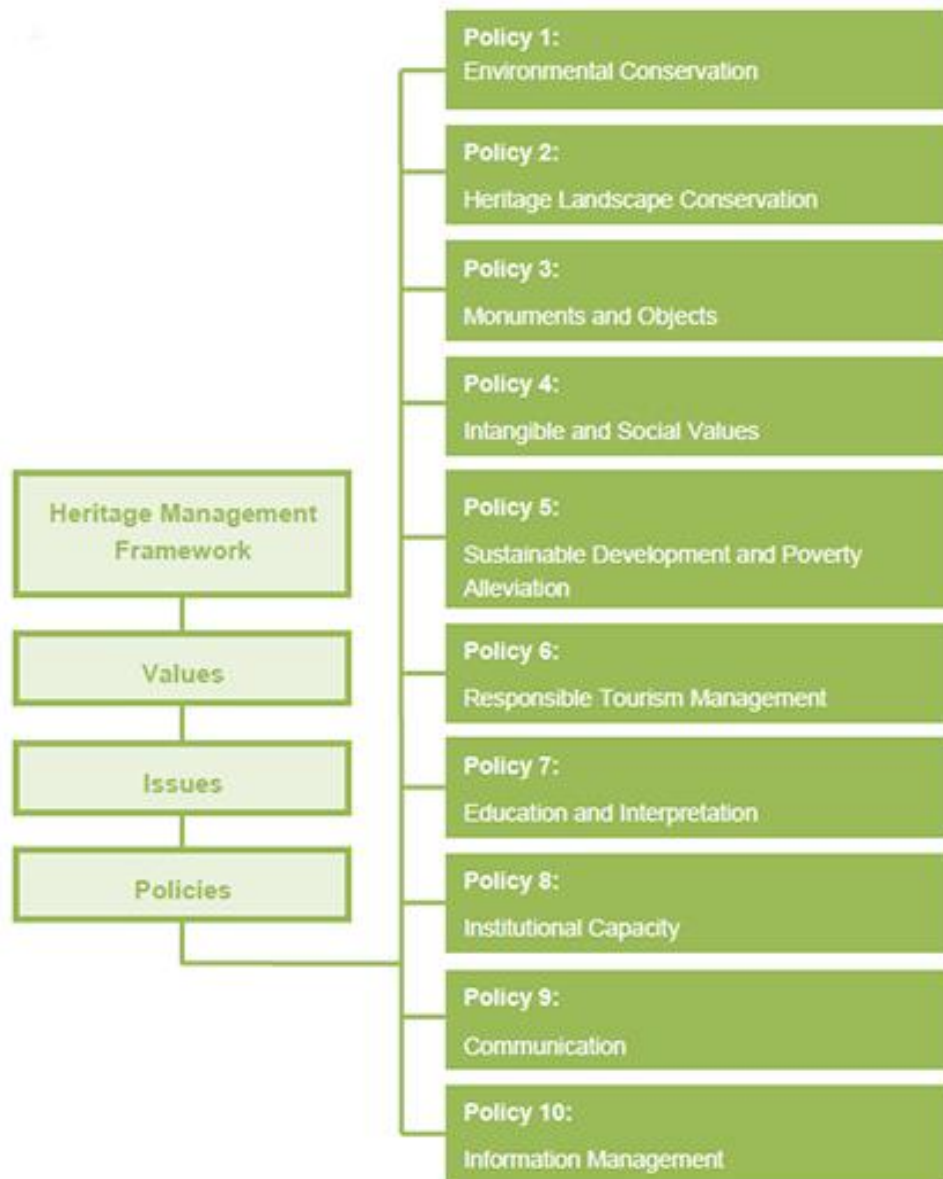 Heritage Management
Framework
Values
Issues
Policies
Policy 1:
Environmental Conservation
Policy 2:
Heritage Landscape Conservation
Policy 3:
Monuments and Objects
Policy 4:
Intangible and Social Values
Policy 5:
Sustainable Development and Poverty
Alleviation
Policy 6:
Responsible Tourism Management
Policy 7:
Education and Interpretation
Policy 8:
Institutional Capacity
Policy 9:
Communication
Policy 10:
Information Management